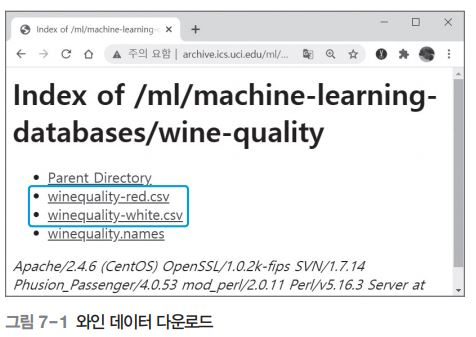 Index of /ml/machine-learning-
주의 요함 | archive.ics.uci.edu/ml/...
Index of /ml/machine-learning-
databases/wine-quality
Parent Directory
winequality-red.csv
winequality-white.csv
winequality.names
Apache/2.4.6 (CentOS) OpenSSL/1.0.2k-fips SVN/1.7.14
Phusion_Passenger/4.0.53 mod_perl/2.0.11 Perl/v5.16.3 Server at
그림 7-1 와인 데이터 다운로드